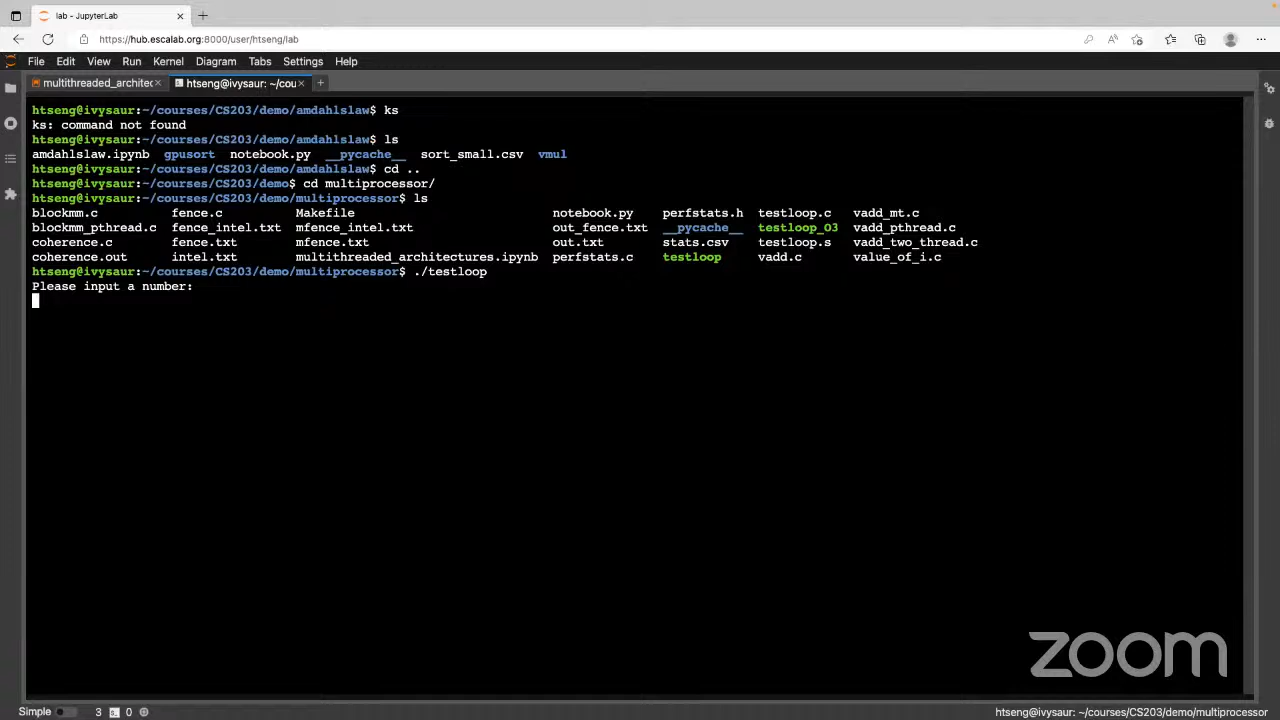 lab - JupyterLab
https://hub.escalab.org:8000/user/htseng/lab
File Edit View Run Kernel Diagram Tabs Settings Help
multithreaded_architec htseng@ivysaur: ~/cou
htseng@ivysaur:~/courses/CS203/demo/amdahlslaw$ ks
ks: command not found
htseng@ivysaur:~/courses/CS203/demo/amdahlslaw$ ls
amdahlslaw.ipynb gpusort notebook.py __pycache__ sort_small.csv vmul
htseng@ivysaur:~/courses/CS203/demo/amdahlslaw$ cd ..
htseng@ivysaur:~/courses/CS203/demo$ cd multiprocessor/
htseng@ivysaur:~/courses/CS203/demo/multiprocessor$ ls
blockmm.c fence.c Makefile notebook.py perfstats.h testloop.c vadd_mt.c
blockmm_pthread.c fence_intel.txt mfence_intel.txt out_fence.txt __pycache__ testloop_O3 vadd_pthread.c
coherence.c fence.txt mfence.txt out.txt stats.csv testloop.s vadd_two_thread.c
coherence.out intel.txt multithreaded_architectures.ipynb perfstats.c testloop vadd.c value_of_i.c
htseng@ivysaur:~/courses/CS203/demo/multiprocessor$ ./testloop
Please input a number:
zoom
Simple 3 0 htseng@ivysaur: ~/courses/CS203/demo/multiprocessor